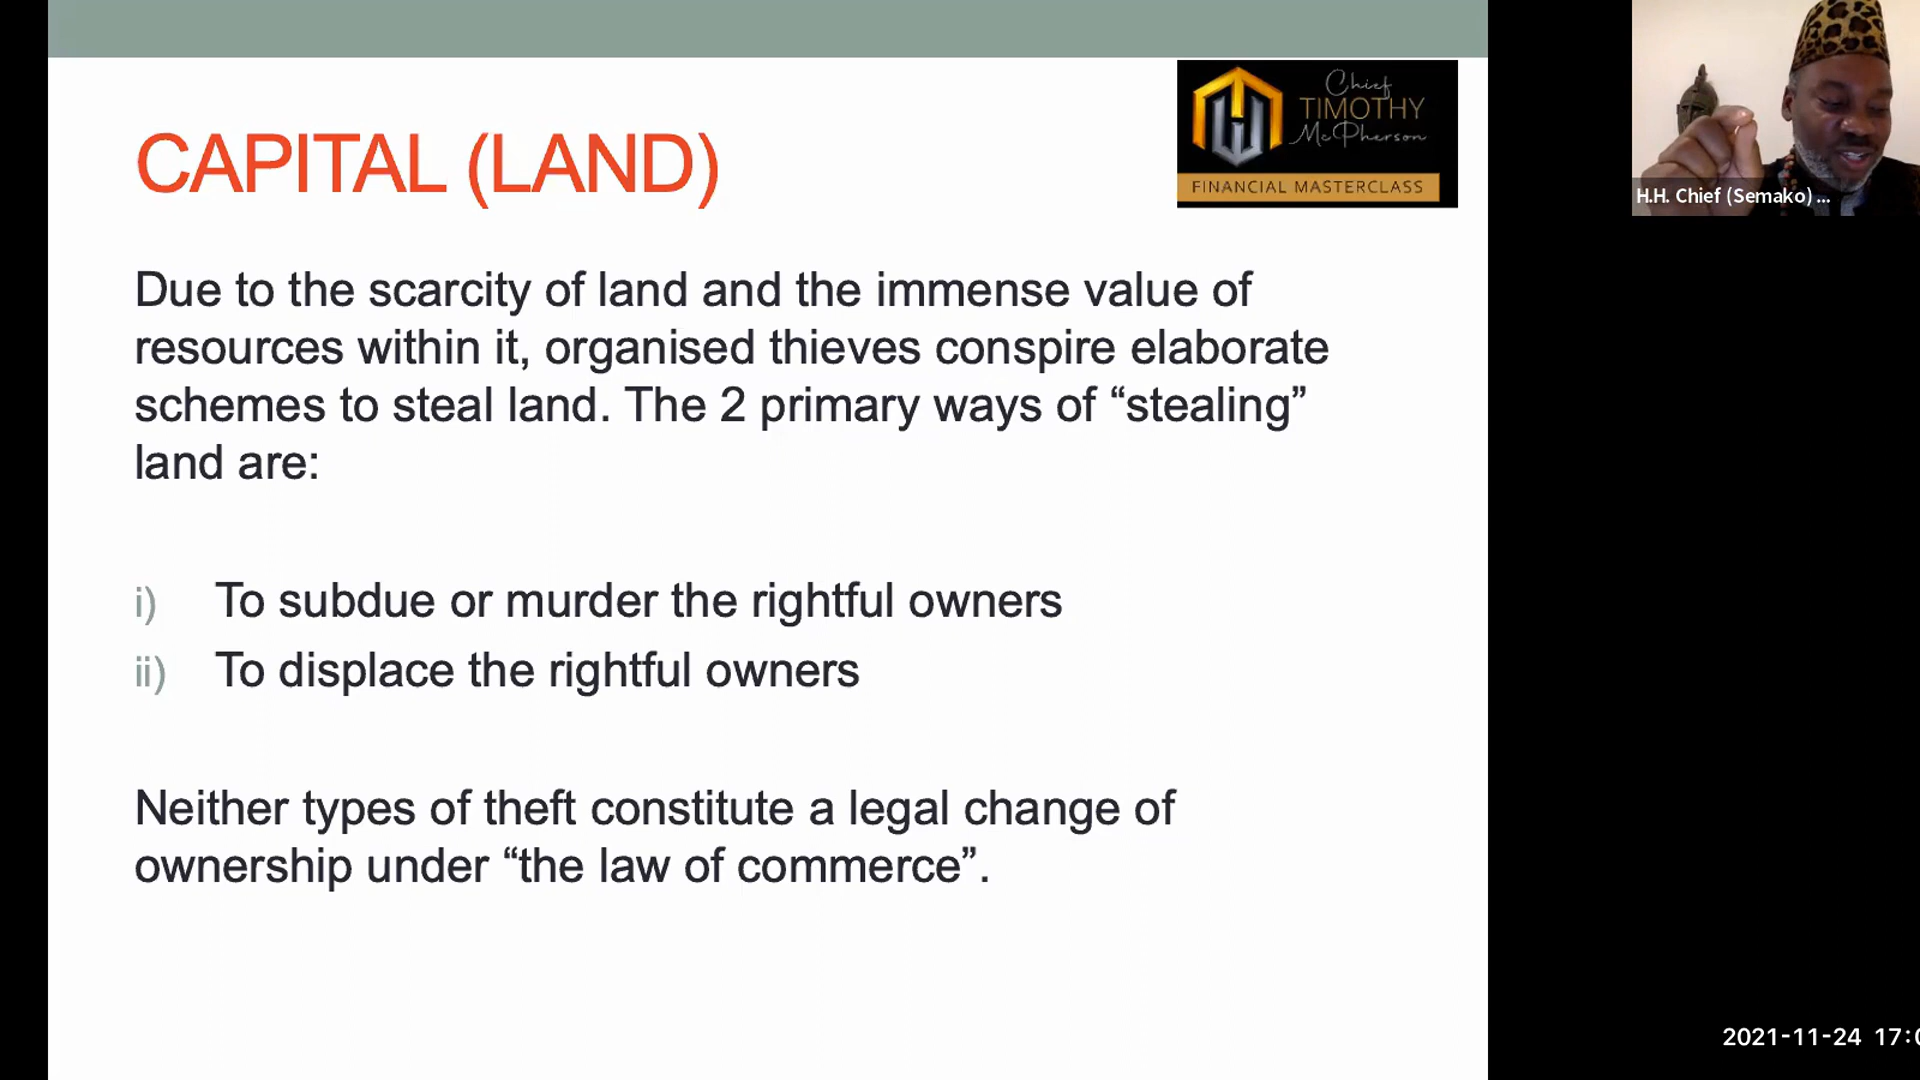 Chief
TIMOTHY
McPherson
FINANCIAL MASTERCLASS
H.H. Chief (Semako) ...
CAPITAL (LAND)
Due to the scarcity of land and the immense value of
resources within it, organised thieves conspire elaborate
schemes to steal land. The 2 primary ways of “stealing”
land are:
i) To subdue or murder the rightful owners
ii) To displace the rightful owners
Neither types of theft constitute a legal change of
ownership under “the law of commerce”.
2021-11-24 17:0